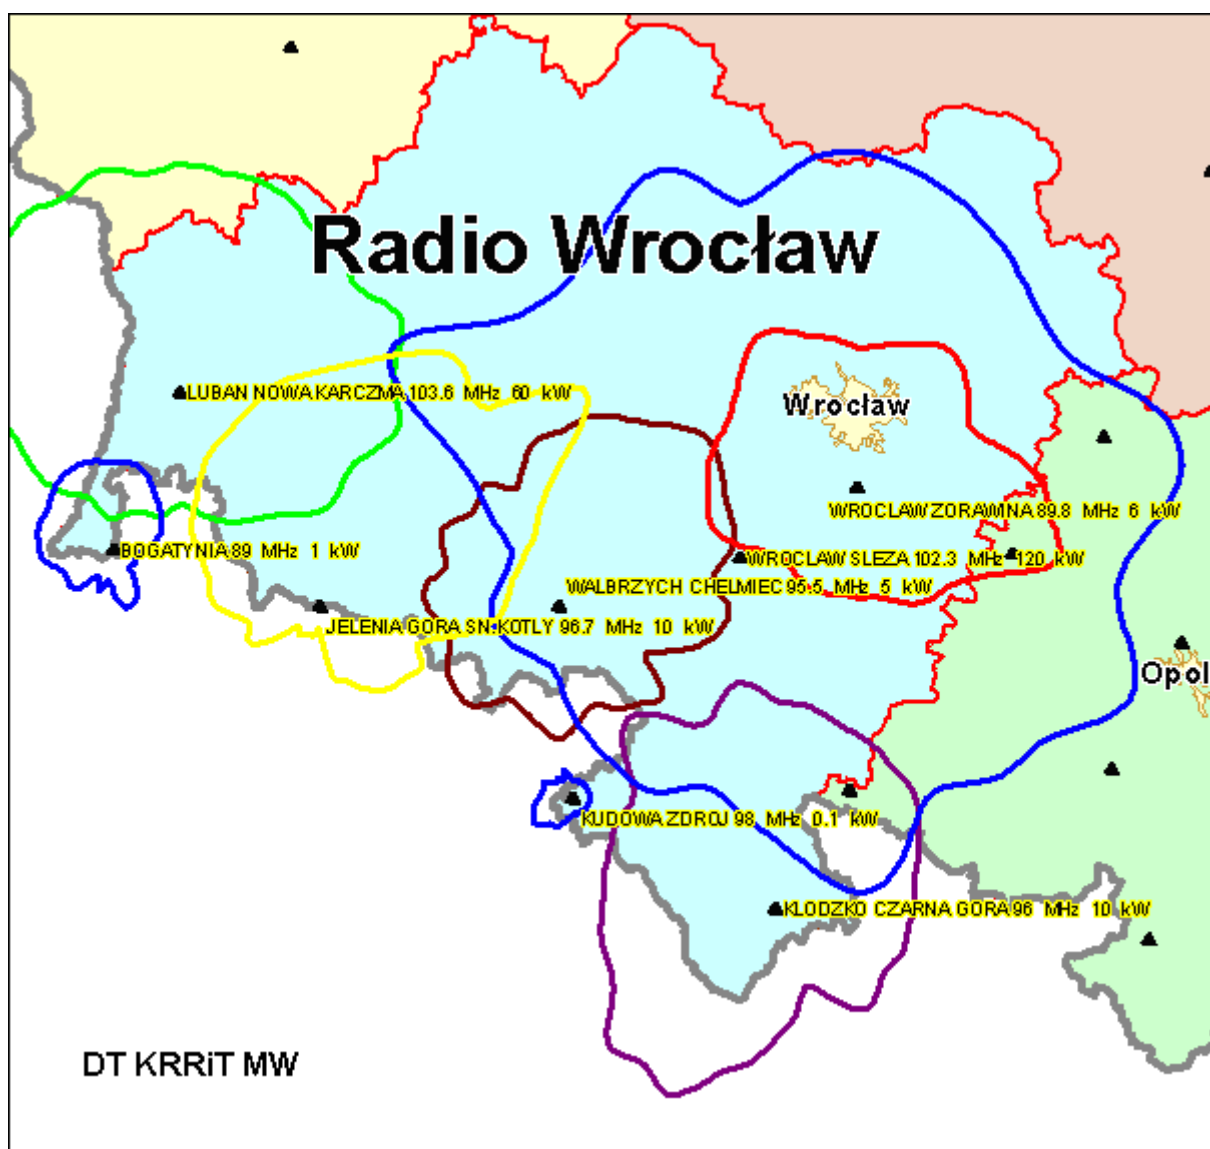 Radio Wrocław
LUBAN NOWA KARCZMA 103.6 MHz 60 kW
Wrocław
WROCLAW ZORAWINA 89.8 MHz 6 kW
BOGATYNIA 89 MHz 1 kW
WROCLAW SLEZA 102.3 MHz 120 kW
WALBRZYCH CHELMIEC 95.5 MHz 5 kW
JELENIA GORA SN.KOTLY 96.7 MHz 10 kW
Opol
KUDOWA ZDROJ 98 MHz 0.1 kW
KLODZKO CZARNA GORA 96 MHz 10 kW
DT KRRiT MW